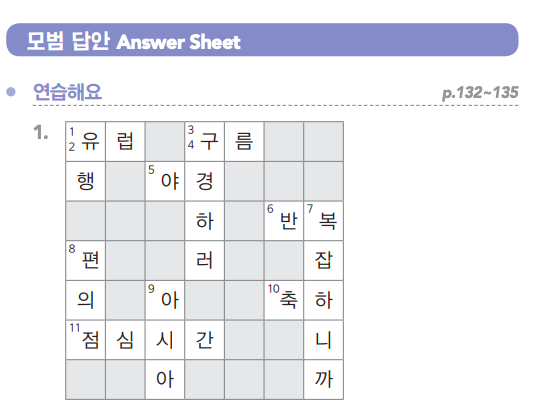 모범 답안 Answer Sheet
연습해요 p.132~135
1.
1 2 유 럽 3 4 구 름
행 5 야 경
하 6 반 7 복
8 편 러 잡
의 9 아 10 축 하
11 점 심 시 간 니
아 까